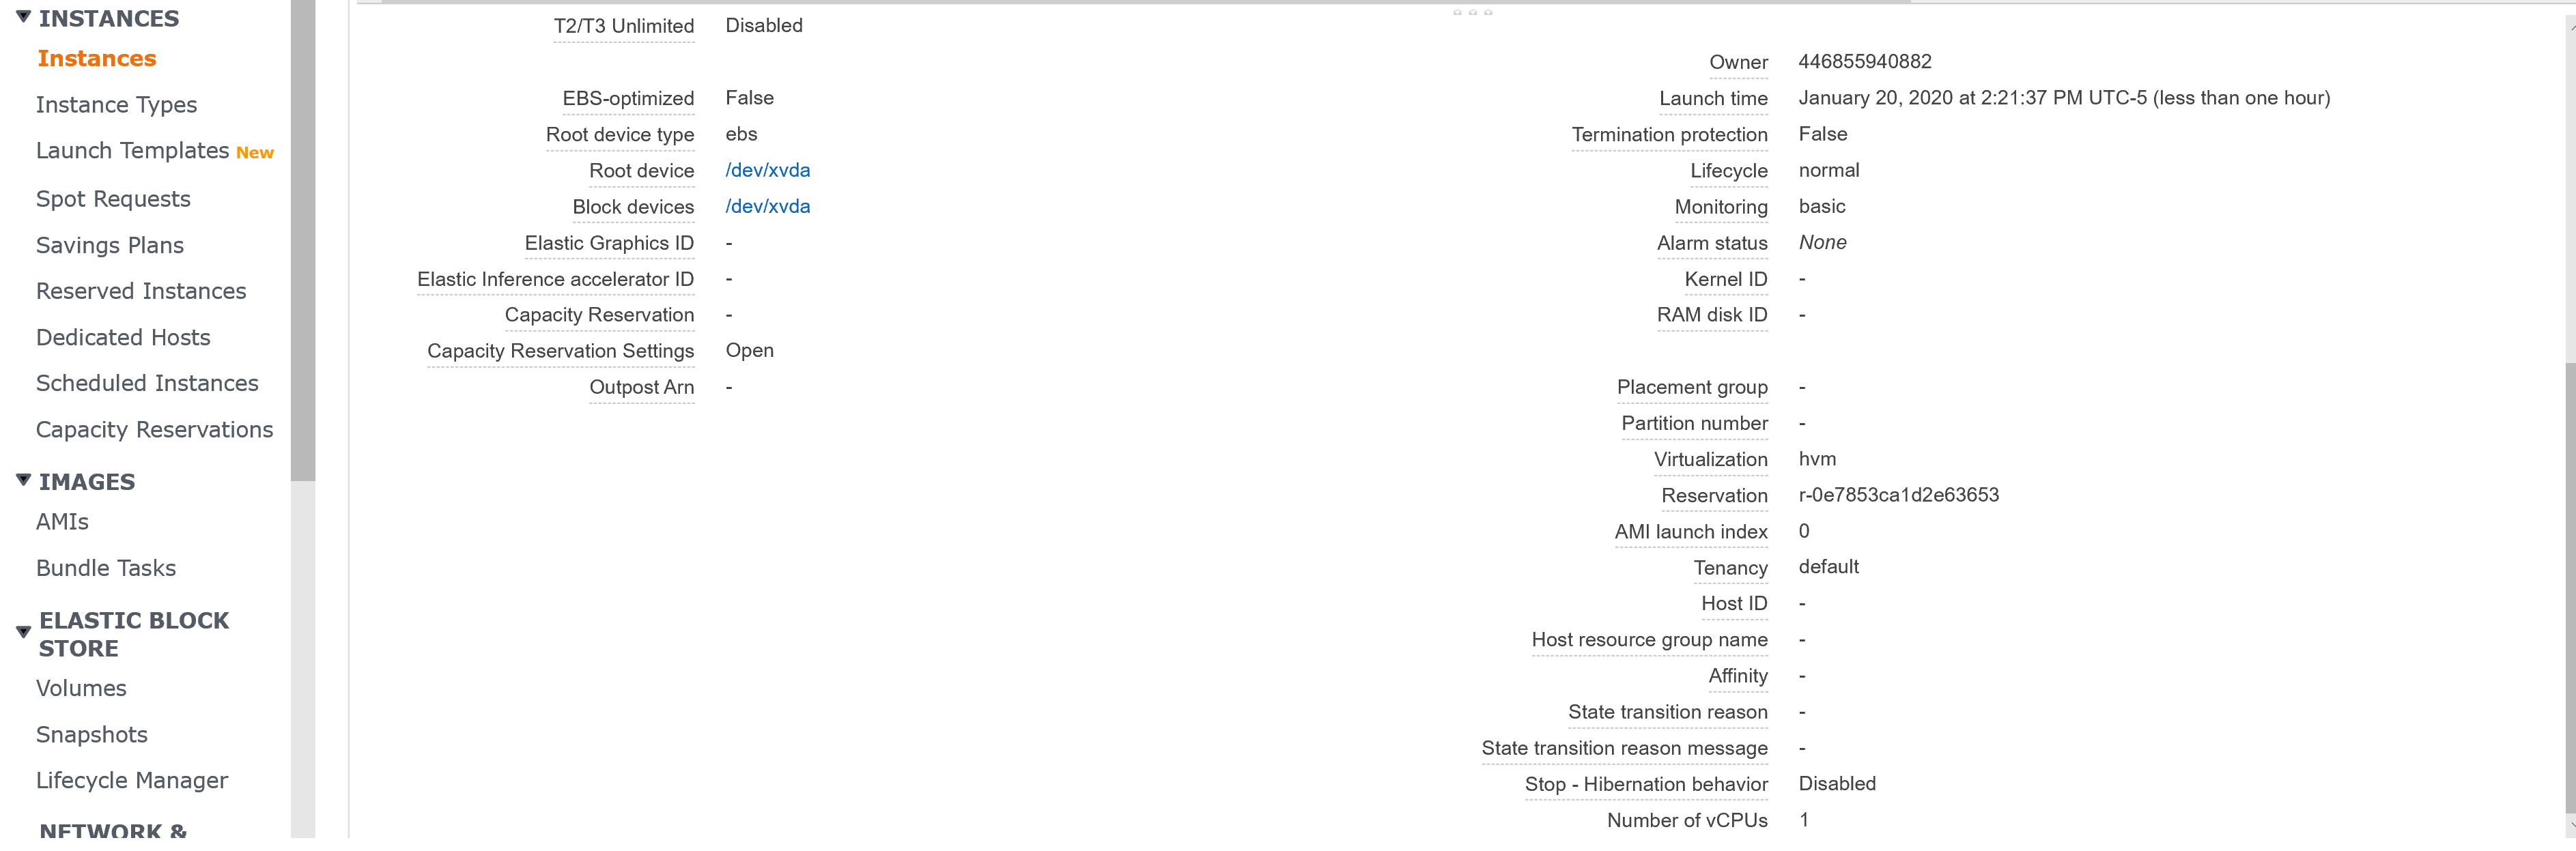 INSTANCES
Instances
Instance Types
Launch Templates New
Spot Requests
Savings Plans
Reserved Instances
Dedicated Hosts
Scheduled Instances
Capacity Reservations
IMAGES
AMIs
Bundle Tasks
ELASTIC BLOCK
STORE
Volumes
Snapshots
Lifecycle Manager
NETWORK &
T2/T3 Unlimited Disabled
EBS-optimized False
Root device type ebs
Root device /dev/xvda
Block devices /dev/xvda
Elastic Graphics ID -
Elastic Inference accelerator ID -
Capacity Reservation -
Capacity Reservation Settings Open
Outpost Arn -
Owner 446855940882
Launch time January 20, 2020 at 2:21:37 PM UTC-5 (less than one hour)
Termination protection False
Lifecycle normal
Monitoring basic
Alarm status None
Kernel ID -
RAM disk ID -
Placement group -
Partition number -
Virtualization hvm
Reservation r-0e7853ca1d2e63653
AMI launch index 0
Tenancy default
Host ID -
Host resource group name -
Affinity -
State transition reason -
State transition reason message -
Stop - Hibernation behavior Disabled
Number of vCPUs 1